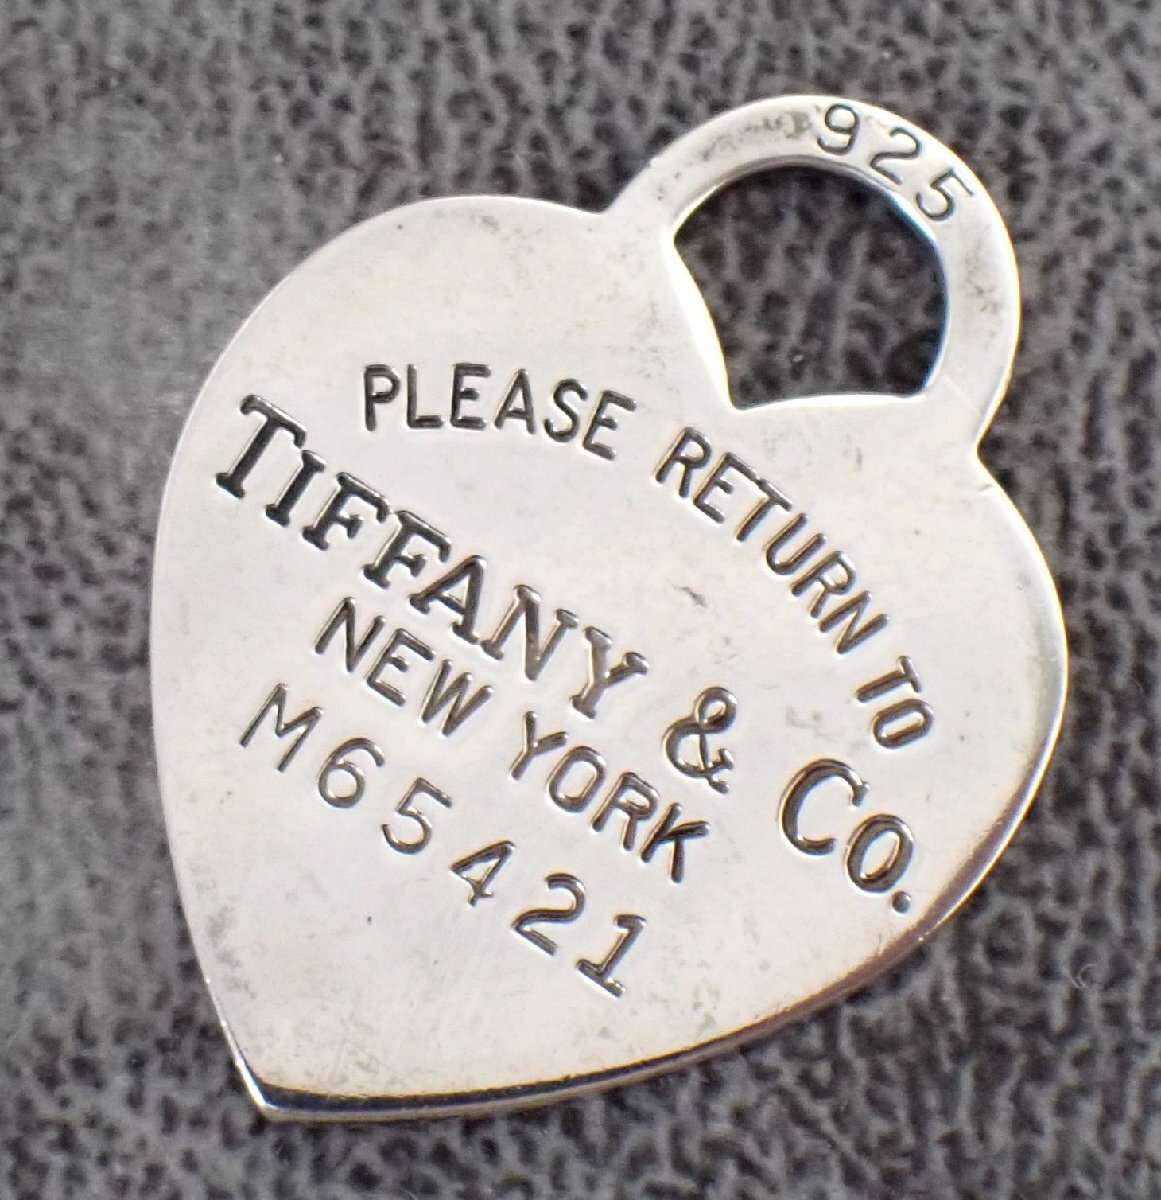 925
PLEASE RETURN TO
TIFFANY & CO.
NEW YORK
M65421